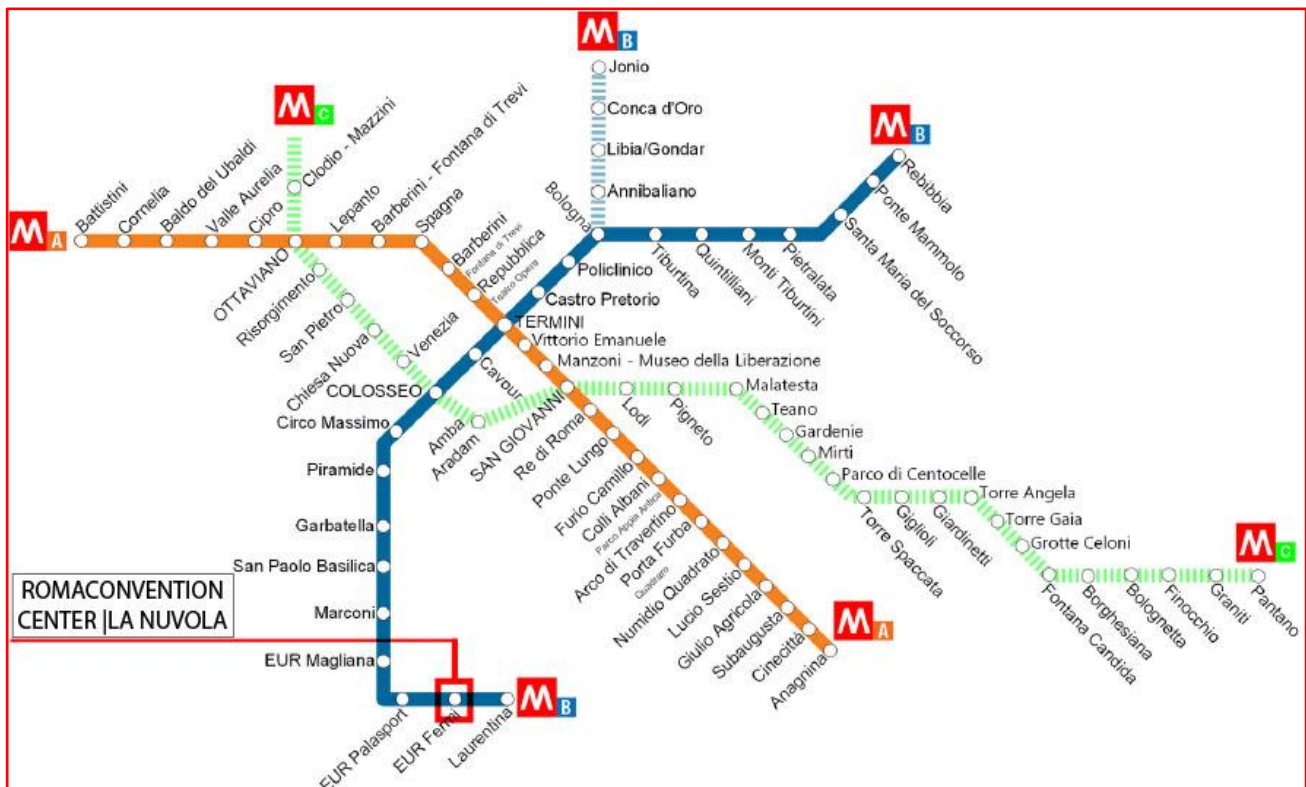 M B
Jonio
Conca d'Oro
Libia/Gondar
Annibaliano
Bologna
M C
Clodio - Mazzini
M B
Rebibbia
Ponte Mammolo
Santa Maria del Soccorso
Pietralata
Monti Tiburtini
Quintilliani
Tiburtina
M A
Battistini
Cornelia
Baldo del Ubaldi
Valle Aurelia
Cipro
OTTAVIANO
Lepanto
Barberini - Fontana di Trevi
Spagna
Barberini
Fontana di Trevi
Repubblica
Teatro Opera
TERMINI
Policlinico
Castro Pretorio
Risorgimento
San Pietro
Chiesa Nuova
Venezia
COLOSSEO
Cavour
Vittorio Emanuele
Manzoni - Museo della Liberazione
Circo Massimo
Amba
Aradam
SAN GIOVANNI
Lodi
Pigneto
Malatesta
Teano
Gardenie
Mirti
Parco di Centocelle
Torre Spaccata
Giglioli
Giardinetti
Torre Angela
Torre Gaia
Grotte Celoni
Fontana Candida
Borghesiana
Bolognetta
Finocchio
Graniti
Pantano
M C
Re di Roma
Ponte Lungo
Furio Camillo
Colli Albani
Parco Appia Antica
Arco di Travertino
Porta Furba
Quadraro
Numidio Quadrato
Lucio Sestio
Giulio Agricola
Subaugusta
Cinecittà
Anagnina
M A
Piramide
Garbatella
San Paolo Basilica
Marconi
EUR Magliana
ROMACONVENTION
CENTER |LA NUVOLA
EUR Palasport
EUR Fermi
Laurentina
M B